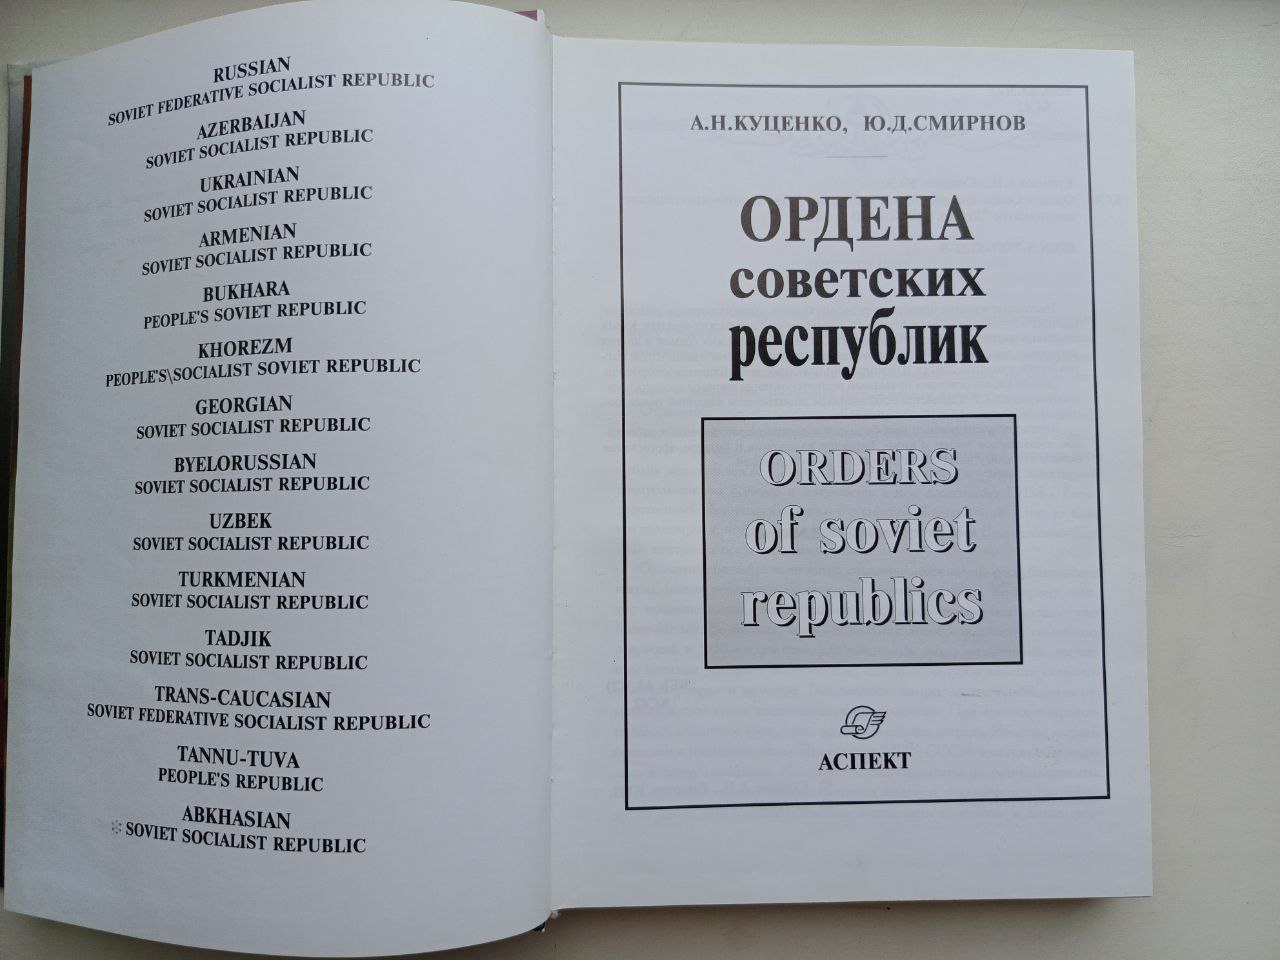 RUSSIAN
SOVIET FEDERATIVE SOCIALIST REPUBLIC
AZERBAIJAN
SOVIET SOCIALIST REPUBLIC
UKRAINIAN
SOVIET SOCIALIST REPUBLIC
ARMENIAN
SOVIET SOCIALIST REPUBLIC
BUKHARA
PEOPLE'S SOVIET REPUBLIC
KHOREZM
PEOPLE'S\SOCIALIST SOVIET REPUBLIC
GEORGIAN
SOVIET SOCIALIST REPUBLIC
BYELORUSSIAN
SOVIET SOCIALIST REPUBLIC
UZBEK
SOVIET SOCIALIST REPUBLIC
TURKMENIAN
SOVIET SOCIALIST REPUBLIC
TADJIK
SOVIET SOCIALIST REPUBLIC
TRANS-CAUCASIAN
SOVIET FEDERATIVE SOCIALIST REPUBLIC
TANNU-TUVA
PEOPLE'S REPUBLIC
ABKHASIAN
SOVIET SOCIALIST REPUBLIC
А.Н.КУЦЕНКО, Ю.Д.СМИРНОВ
ОРДЕНА
советских
республик
ORDERS
of soviet
republics
АСПЕКТ